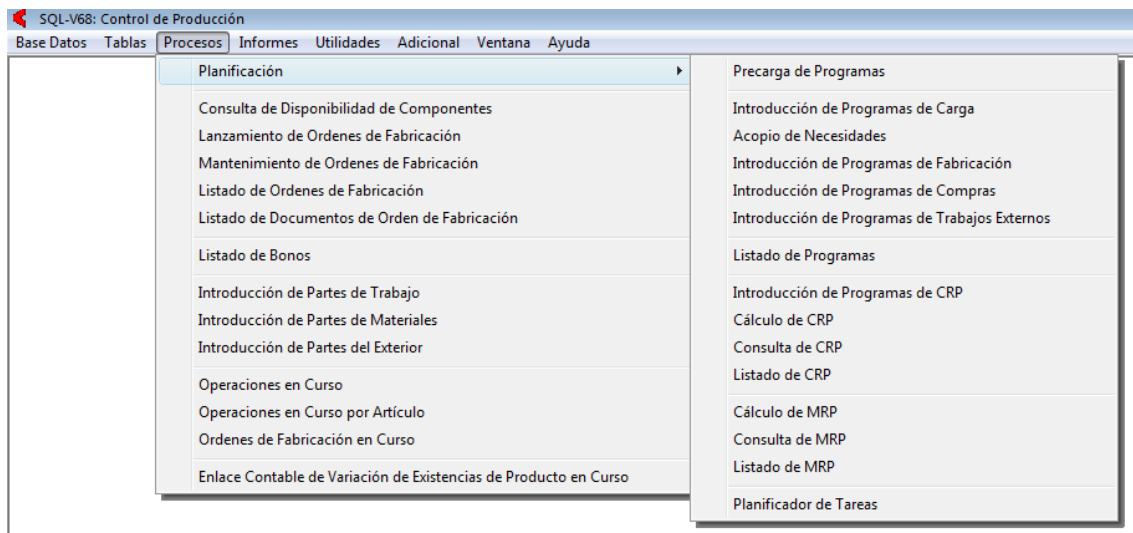 SQL-V68: Control de Producción
Base Datos Tablas Procesos Informes Utilidades Adicional Ventana Ayuda
Planificación
Consulta de Disponibilidad de Componentes
Lanzamiento de Ordenes de Fabricación
Mantenimiento de Ordenes de Fabricación
Listado de Ordenes de Fabricación
Listado de Documentos de Orden de Fabricación
Listado de Bonos
Introducción de Partes de Trabajo
Introducción de Partes de Materiales
Introducción de Partes del Exterior
Operaciones en Curso
Operaciones en Curso por Artículo
Ordenes de Fabricación en Curso
Enlace Contable de Variación de Existencias de Producto en Curso
Precarga de Programas
Introducción de Programas de Carga
Acopio de Necesidades
Introducción de Programas de Fabricación
Introducción de Programas de Compras
Introducción de Programas de Trabajos Externos
Listado de Programas
Introducción de Programas de CRP
Cálculo de CRP
Consulta de CRP
Listado de CRP
Cálculo de MRP
Consulta de MRP
Listado de MRP
Planificador de Tareas